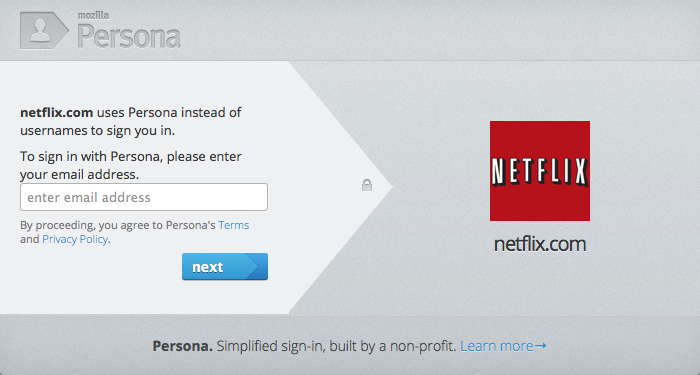 mozilla
Persona
netflix.com uses Persona instead of
usernames to sign you in.
To sign in with Persona, please enter
your email address.
enter email address
By proceeding, you agree to Persona's Terms
and Privacy Policy.
next
NETFLIX
netflix.com
Persona. Simplified sign-in, built by a non-profit. Learn more→